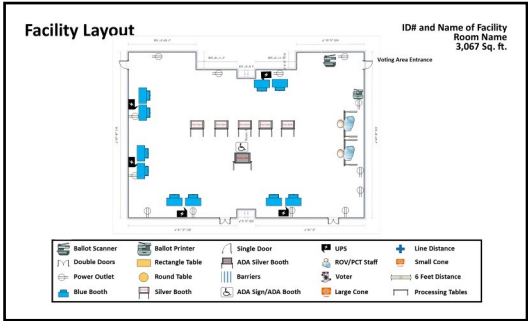 Facility Layout
ID# and Name of Facility
Room Name
3,067 Sq. ft.
Voting Area Entrance
Ballot Scanner
Ballot Printer
Single Door
UPS
Line Distance
Double Doors
Rectangle Table
ADA Silver Booth
ROV/PCT Staff
Small Cone
Power Outlet
Round Table
Barriers
Voter
6 Feet Distance
Blue Booth
Silver Booth
ADA Sign/ADA Booth
Large Cone
Processing Tables